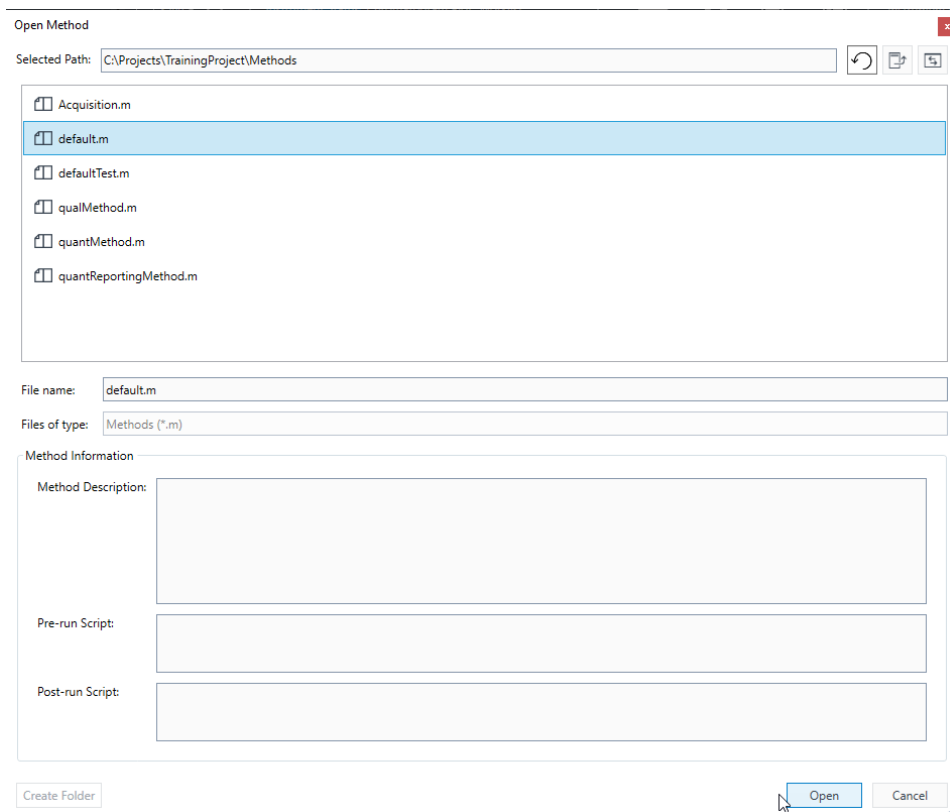 Open Method
x
Selected Path: C:\Projects\TrainingProject\Methods
Acquisition.m
default.m
defaultTest.m
qualMethod.m
quantMethod.m
quantReportingMethod.m
File name: default.m
Files of type: Methods (*.m)
Method Information
Method Description:
Pre-run Script:
Post-run Script:
Create Folder Open Cancel